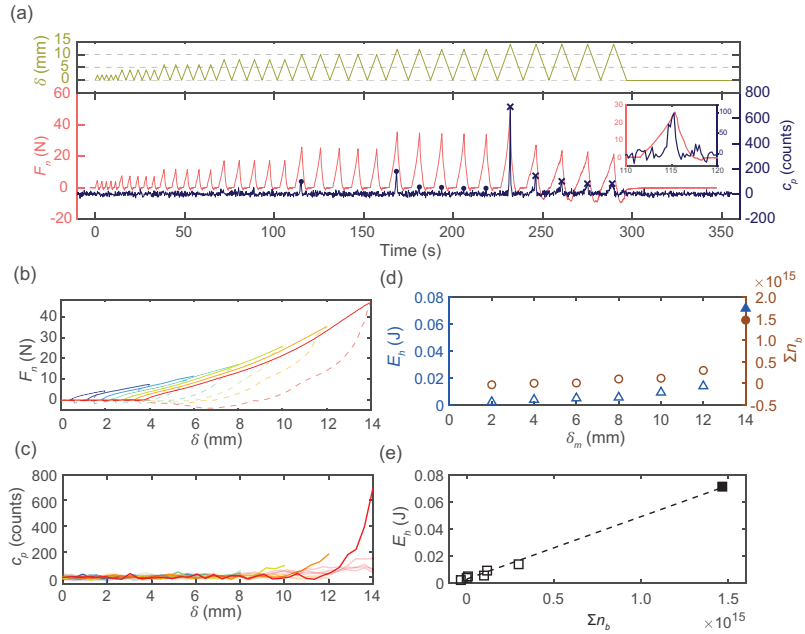 (a)
15
10
5
0
δ (mm)
60
40
20
0
-20
F_n (N)
800
600
400
200
0
-200
c_p (counts)
30
20
10
0
100
50
0
110 115 120
0 50 100 150 200 250 300 350
Time (s)
(b)
40
30
20
10
0
F_n (N)
0 2 4 6 8 10 12 14
δ (mm)
(d)
×10^15
0.08
0.06
0.04
0.02
0
E_h (J)
2.0
1.5
1.0
0.5
0
-0.5
Σn_b
0 2 4 6 8 10 12 14
δ_m (mm)
(c)
800
600
400
200
0
c_p (counts)
0 2 4 6 8 10 12 14
δ (mm)
(e)
0.08
0.06
0.04
0.02
0
E_h (J)
0 0.5 1.0 1.5
Σn_b ×10^15